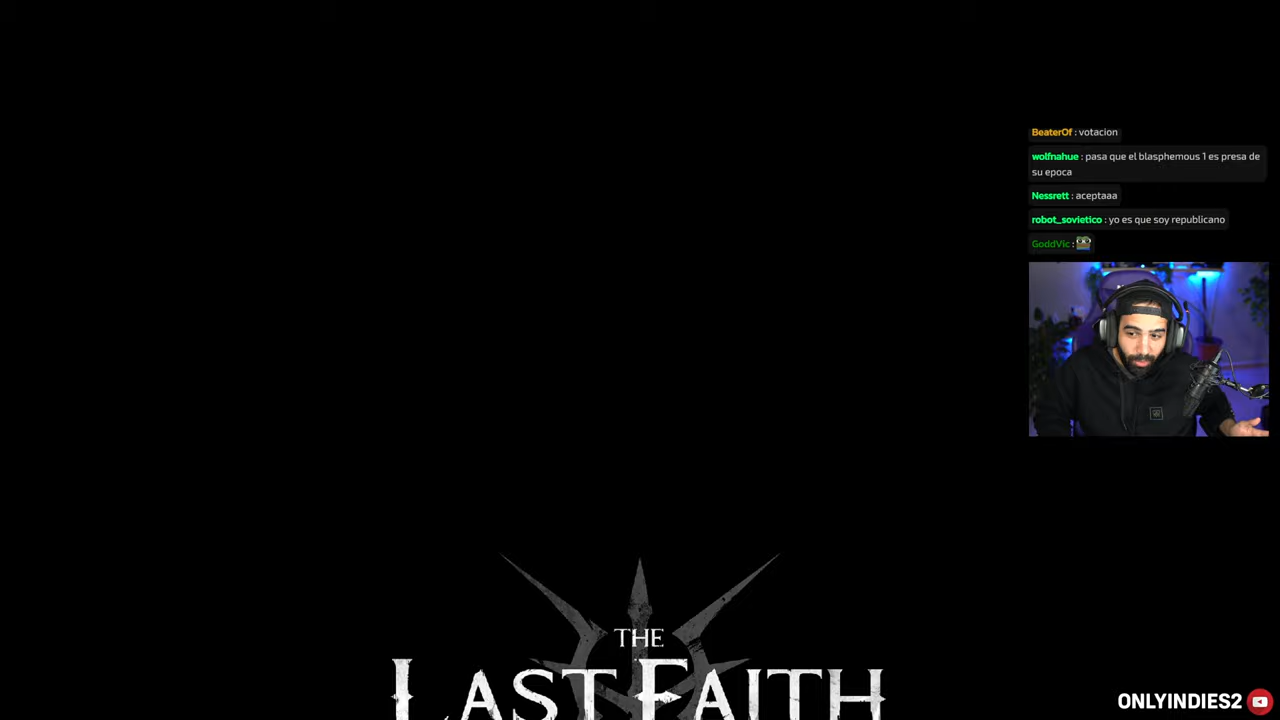 BeaterOf : votacion
wolfnahue : pasa que el blasphemous 1 es presa de
su epoca
Nessrett : aceptaaa
robot_sovietico : yo es que soy republicano
GoddVic :
THE
LAST FAITH
ONLYINDIES2